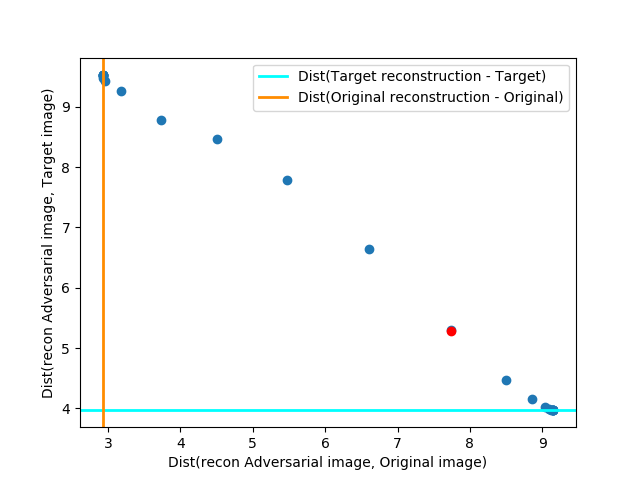 Dist(Target reconstruction - Target)
Dist(Original reconstruction - Original)
Dist(recon Adversarial image, Target image)
9
8
7
6
5
4
3 4 5 6 7 8 9
Dist(recon Adversarial image, Original image)